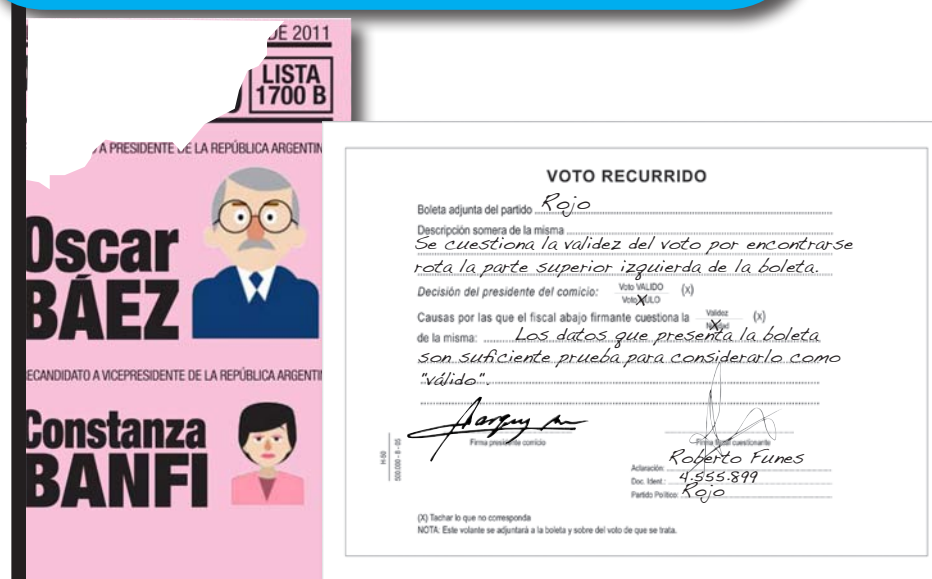 DE 2011
LISTA
1700 B
A PRESIDENTE DE LA REPÚBLICA ARGENTIN
Oscar
BÁEZ
ECANDIDATO A VICEPRESIDENTE DE LA REPÚBLICA ARGENTI
Constanza
BANFI
VOTO RECURRIDO
Boleta adjunta del partido Rojo
Descripción somera de la misma
Se cuestiona la validez del voto por encontrarse
rota la parte superior izquierda de la boleta.
Decisión del presidente del comicio: Voto VALIDO (X)
Voto NULO
Causas por las que el fiscal abajo firmante cuestiona la Validez (X)
Nulidad
de la misma: Los datos que presenta la boleta
son suficiente prueba para considerarlo como
"válido".
Firma presidente comicio
Firma fiscal cuestionante
Aclaración: Roberto Funes
Doc. Ident.: 4.555.899
Partido Político: Rojo
H-50
500.000 - 8 - 05
(X) Tachar lo que no corresponda
NOTA: Este volante se adjuntará a la boleta y sobre del voto de que se trata.